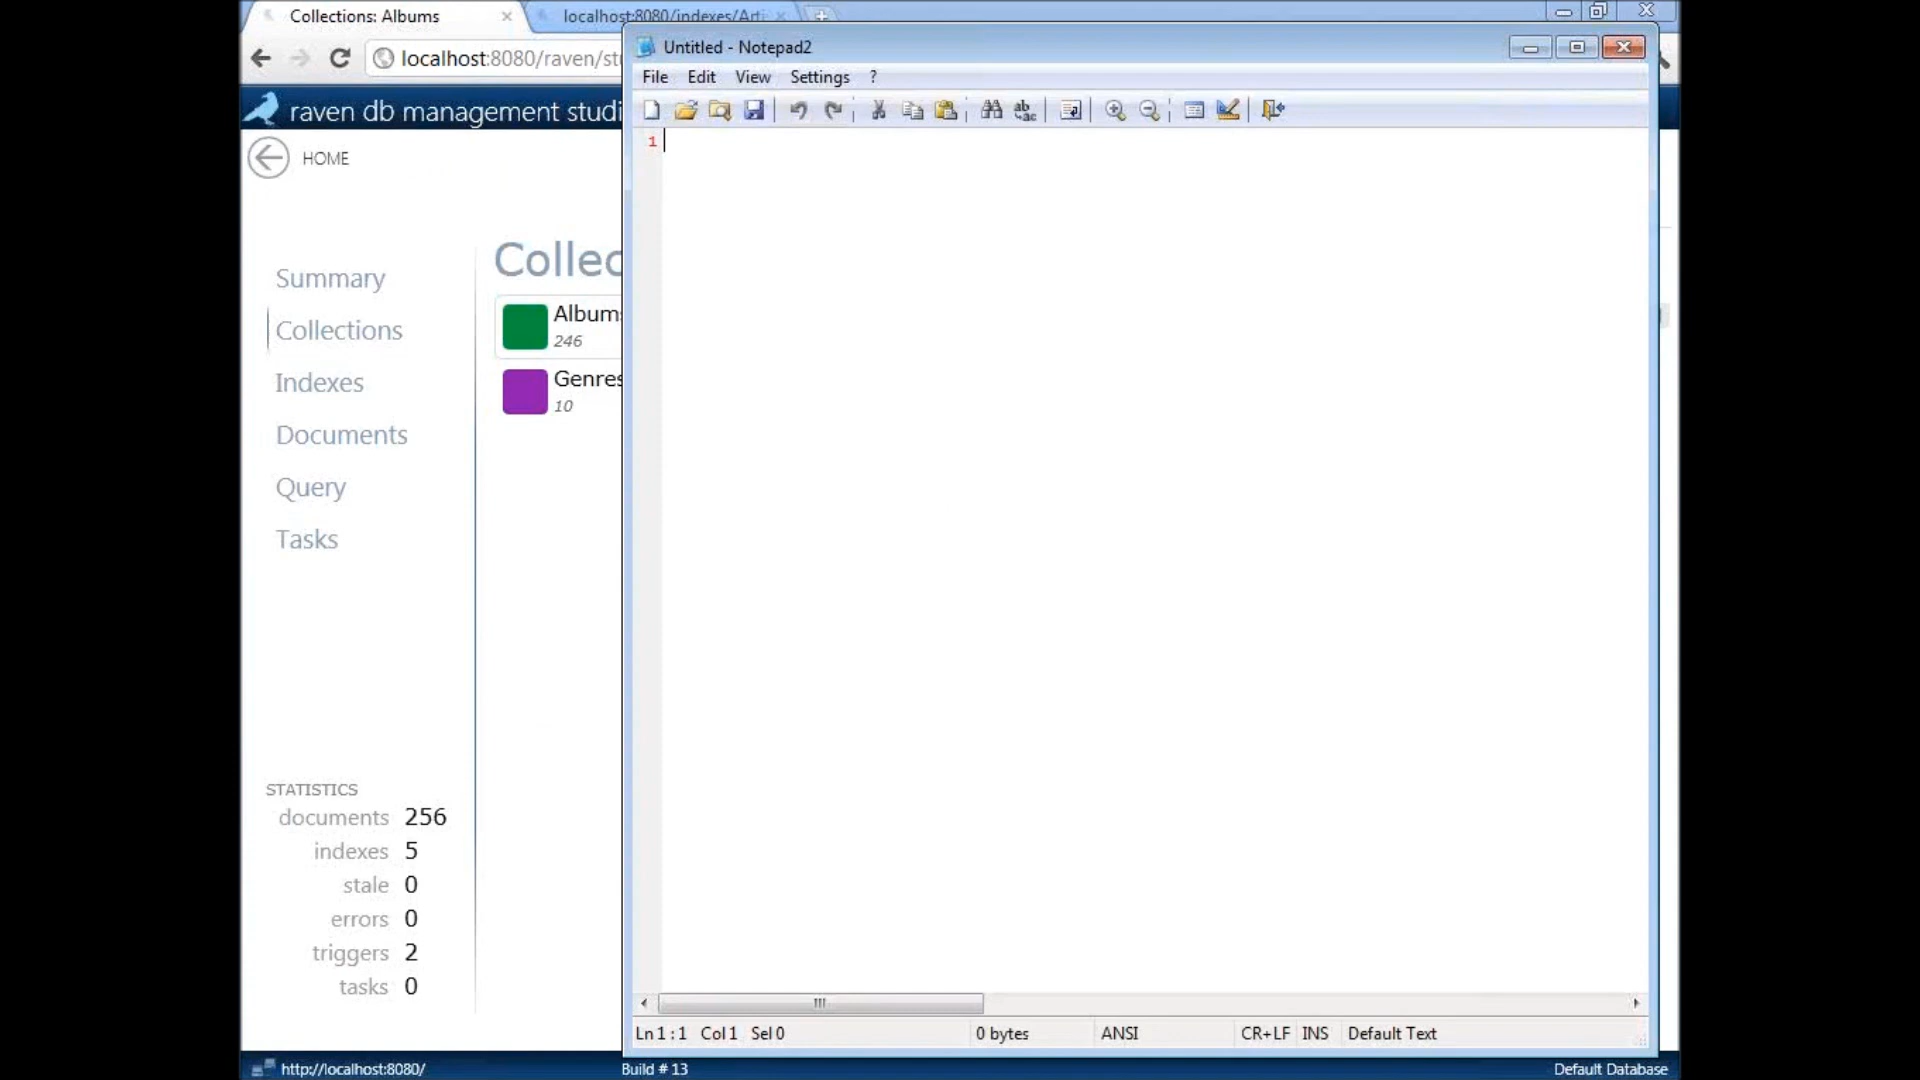 Collections: Albums
localhost:8080/indexes/Arti
localhost:8080/raven/stu
Untitled - Notepad2
File Edit View Settings ?
raven db management studi
1
HOME
Summary
Collections
Indexes
Documents
Query
Tasks
Collec
Albums
246
Genres
10
STATISTICS
documents 256
indexes 5
stale 0
errors 0
triggers 2
tasks 0
Ln 1 : 1 Col 1 Sel 0 0 bytes ANSI CR+LF INS Default Text
http://localhost:8080/ Build # 13 Default Database